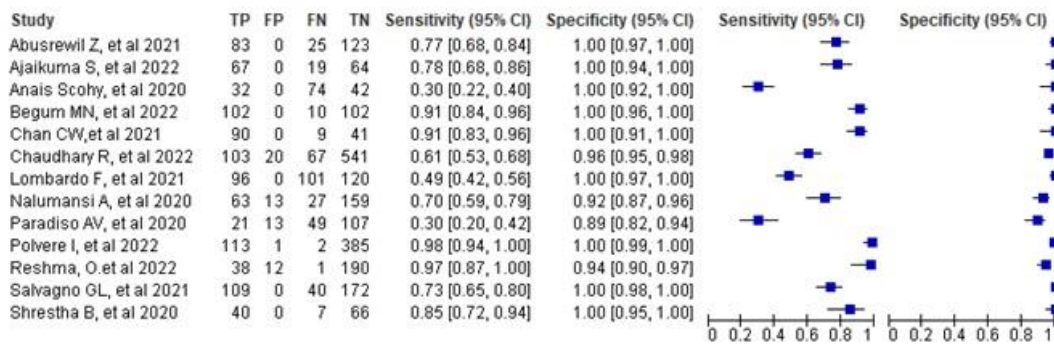 Study TP FP FN TN Sensitivity (95% CI) Specificity (95% CI) Sensitivity (95% CI) Specificity (95% CI)
Abusrewil Z, et al 2021 83 0 25 123 0.77 [0.68, 0.84] 1.00 [0.97, 1.00]
Ajaikuma S, et al 2022 67 0 19 64 0.78 [0.68, 0.86] 1.00 [0.94, 1.00]
Anais Scohy, et al 2020 32 0 74 42 0.30 [0.22, 0.40] 1.00 [0.92, 1.00]
Begum MN, et al 2022 102 0 10 102 0.91 [0.84, 0.96] 1.00 [0.96, 1.00]
Chan CW,et al 2021 90 0 9 41 0.91 [0.83, 0.96] 1.00 [0.91, 1.00]
Chaudhary R, et al 2022 103 20 67 541 0.61 [0.53, 0.68] 0.96 [0.95, 0.98]
Lombardo F, et al 2021 96 0 101 120 0.49 [0.42, 0.56] 1.00 [0.97, 1.00]
Nalumansi A, et al 2020 63 13 27 159 0.70 [0.59, 0.79] 0.92 [0.87, 0.96]
Paradiso AV, et al 2020 21 13 49 107 0.30 [0.20, 0.42] 0.89 [0.82, 0.94]
Polvere I, et al 2022 113 1 2 385 0.98 [0.94, 1.00] 1.00 [0.99, 1.00]
Reshma, O.et al 2022 38 12 1 190 0.97 [0.87, 1.00] 0.94 [0.90, 0.97]
Salvagno GL, et al 2021 109 0 40 172 0.73 [0.65, 0.80] 1.00 [0.98, 1.00]
Shrestha B, et al 2020 40 0 7 66 0.85 [0.72, 0.94] 1.00 [0.95, 1.00]
0 0.2 0.4 0.6 0.8 1 0 0.2 0.4 0.6 0.8 1